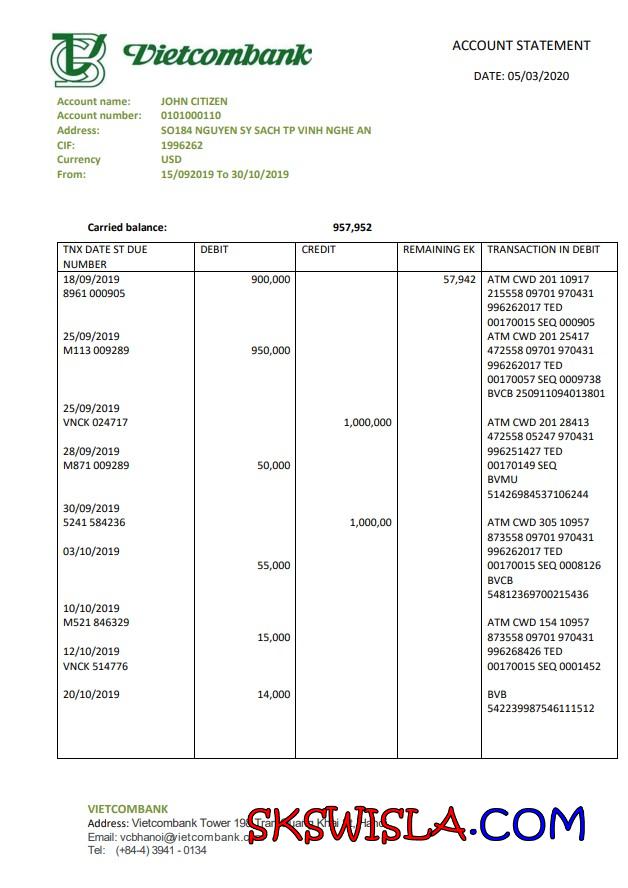 Vietcombank
ACCOUNT STATEMENT
DATE: 05/03/2020
Account name: JOHN CITIZEN
Account number: 0101000110
Address: SO184 NGUYEN SY SACH TP VINH NGHE AN
CIF: 1996262
Currency USD
From: 15/092019 To 30/10/2019
Carried balance: 957,952
TNX DATE ST DUE DEBIT CREDIT REMAINING EK TRANSACTION IN DEBIT
NUMBER
18/09/2019 900,000 57,942 ATM CWD 201 10917
8961 000905 215558 09701 970431
996262017 TED
00170015 SEQ 000905
25/09/2019 ATM CWD 201 25417
M113 009289 950,000 472558 09701 970431
996262017 TED
00170057 SEQ 0009738
BVCB 250911094013801
25/09/2019
VNCK 024717 1,000,000 ATM CWD 201 28413
472558 05247 970431
28/09/2019 996251427 TED
M871 009289 50,000 00170149 SEQ
BVMU
51426984537106244
30/09/2019
5241 584236 1,000,00 ATM CWD 305 10957
873558 09701 970431
03/10/2019 996262017 TED
55,000 00170015 SEQ 0008126
BVCB
54812369700215436
10/10/2019
M521 846329 ATM CWD 154 10957
15,000 873558 09701 970431
12/10/2019 996268426 TED
VNCK 514776 00170015 SEQ 0001452
20/10/2019 14,000 BVB
542239987546111512
VIETCOMBANK
Address: Vietcombank Tower 198 Tran Quang Khai St, Hanoi
Email: vcbhanoi@vietcombank.c
Tel: (+84-4) 3941 - 0134
SKSWISLA.COM